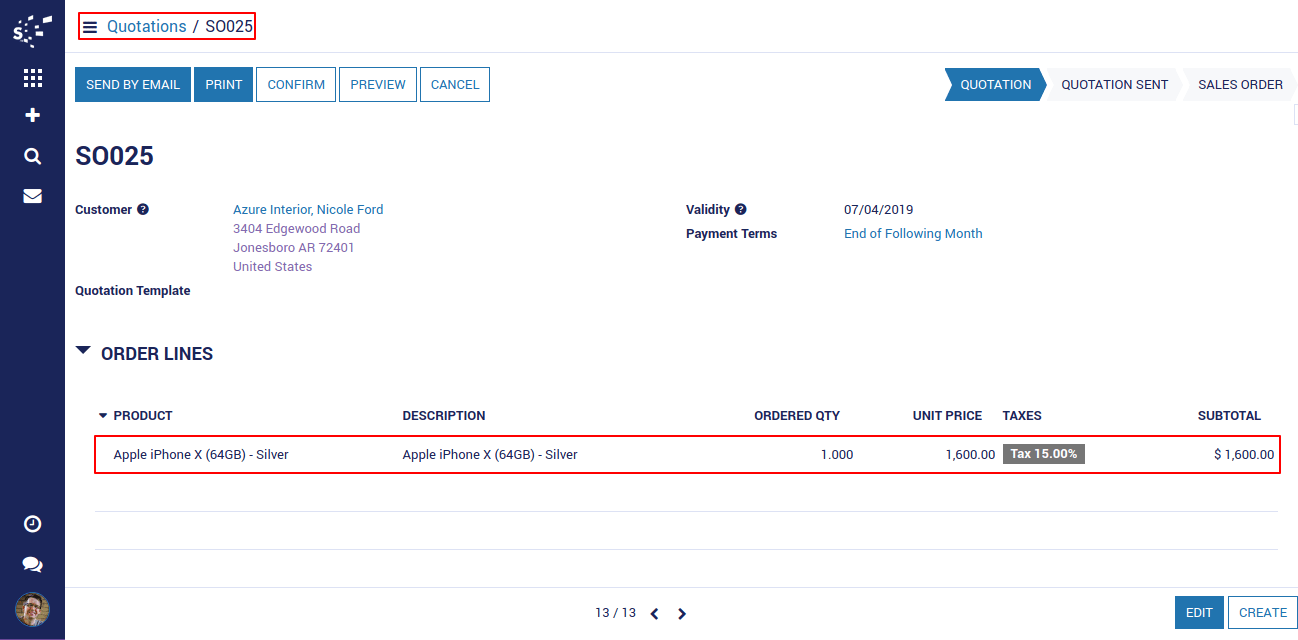 S
Quotations / SO025
SEND BY EMAIL PRINT CONFIRM PREVIEW CANCEL QUOTATION QUOTATION SENT SALES ORDER
SO025
Customer ? Azure Interior, Nicole Ford Validity ? 07/04/2019
3404 Edgewood Road Payment Terms End of Following Month
Jonesboro AR 72401
United States
Quotation Template
ORDER LINES
PRODUCT DESCRIPTION ORDERED QTY UNIT PRICE TAXES SUBTOTAL
Apple iPhone X (64GB) - Silver Apple iPhone X (64GB) - Silver 1.000 1,600.00 Tax 15.00% $ 1,600.00
13 / 13 EDIT CREATE